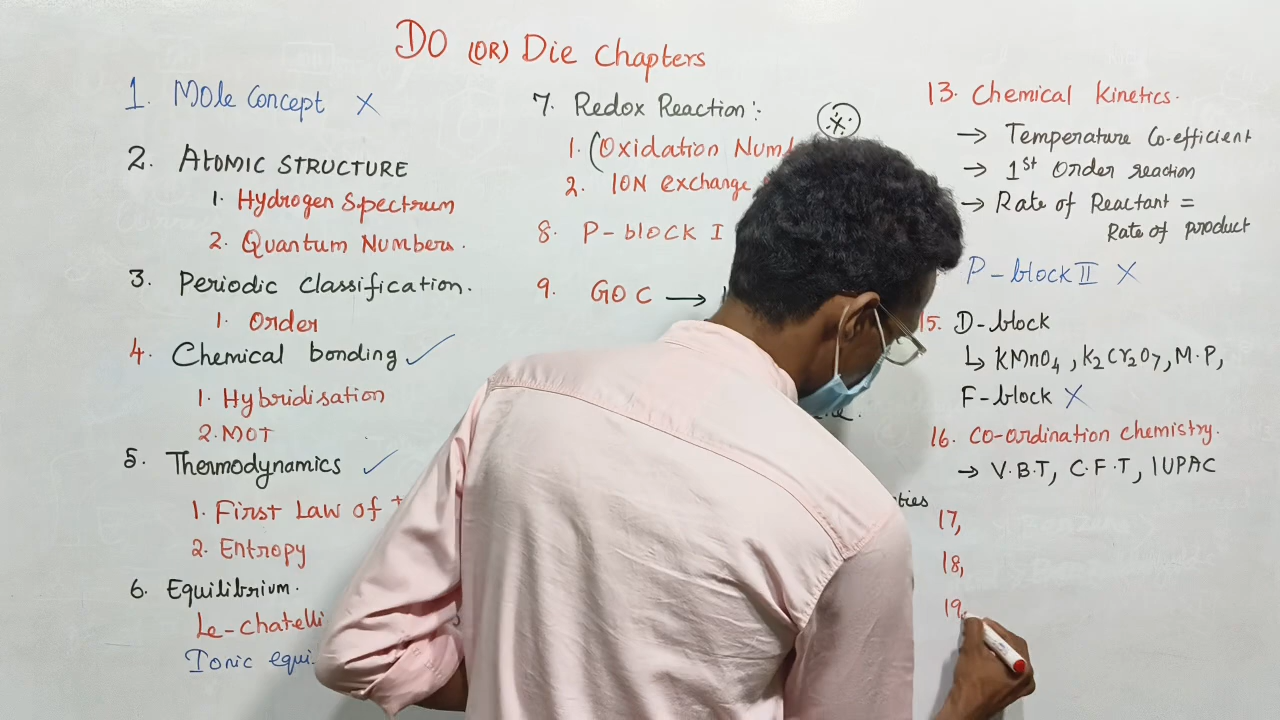 DO (OR) Die Chapters
1. Mole Concept X
2. ATOMIC STRUCTURE
1. Hydrogen Spectrum
2. Quantum Numbers.
3. Periodic Classification.
1. Order
4. Chemical bonding ✓
1. Hybridisation
2. MOT
5. Thermodynamics ✓
1. First Law of
2. Entropy
6. Equilibrium.
Le-chatelli
Ionic equi.
7. Redox Reaction:
1. (Oxidation Num
2. ION exchange
8. P-block I
9. GOC →
13. Chemical Kinetics.
→ Temperature Co-efficient
→ 1st Order reaction
→ Rate of Reactant =
Rate of product
P-block II X
15. D-block
↳ KMnO4, K2Cr2O7, M.P,
F-block X
16. Co-ordination chemistry.
→ V.B.T, C.F.T, IUPAC
17,
18,
19,